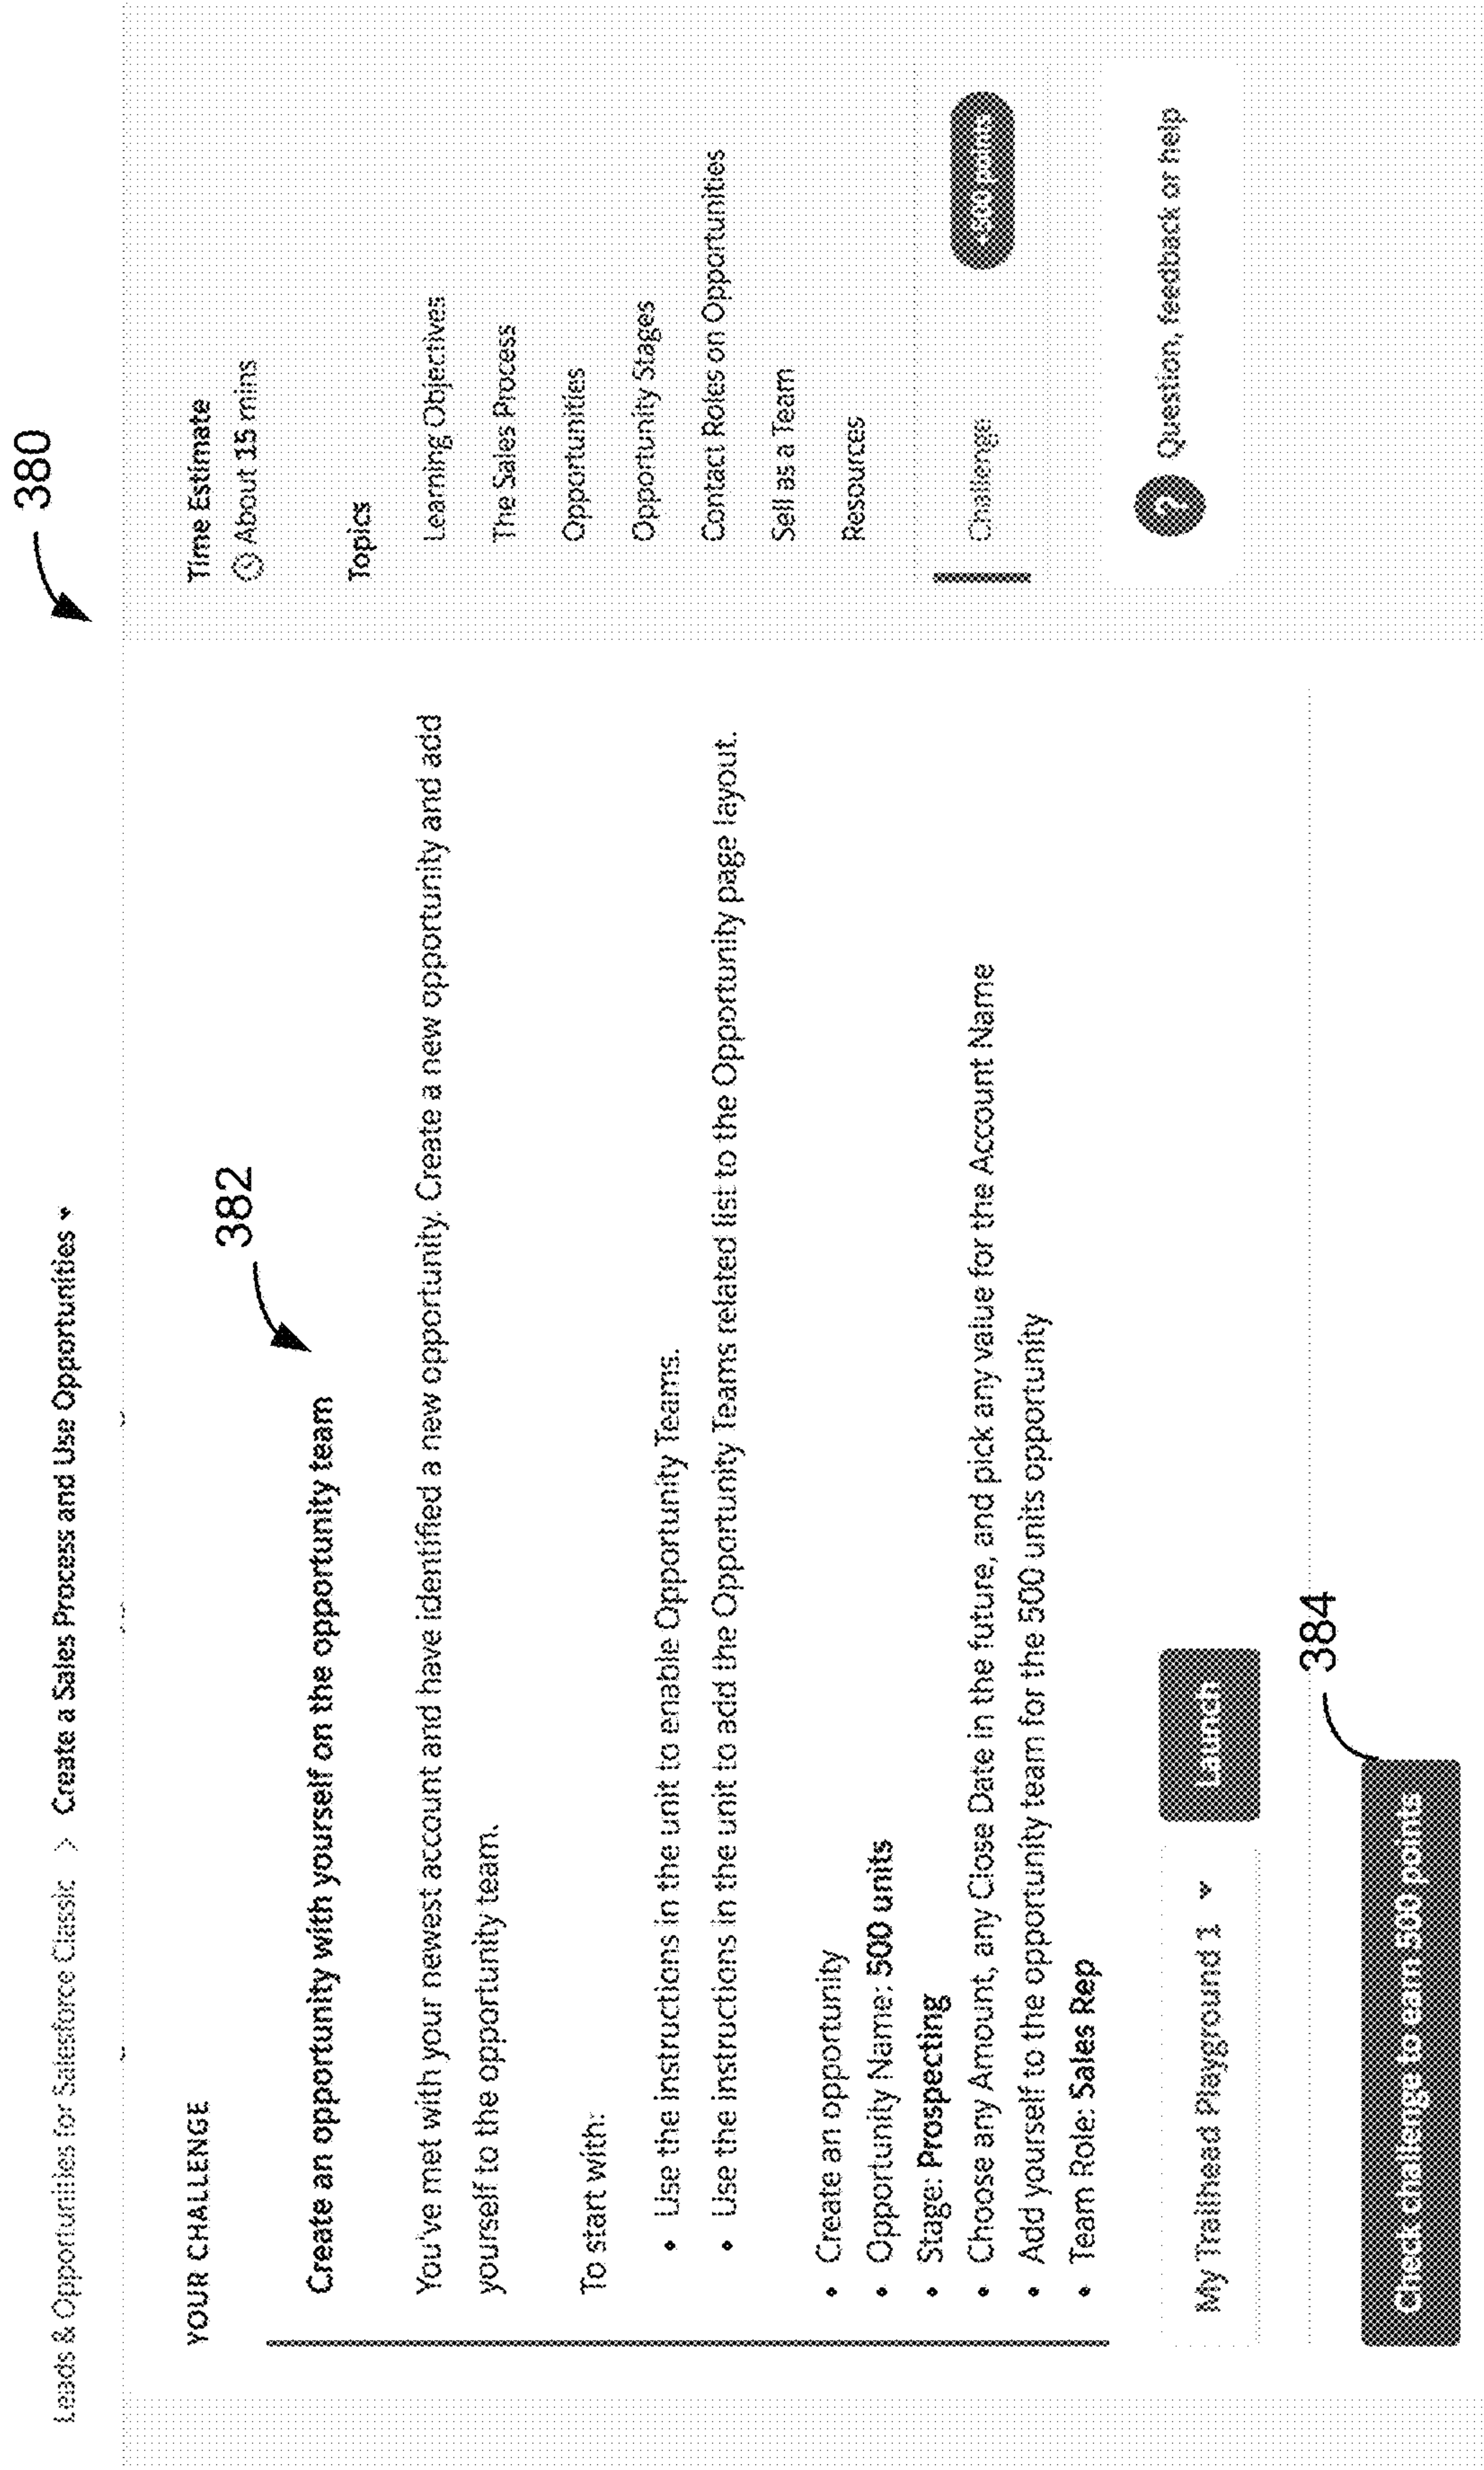 380
Leads & Opportunities for Salesforce Classic > Create a Sales Process and Use Opportunities
YOUR CHALLENGE
382
Create an opportunity with yourself on the opportunity team
You've met with your newest account and have identified a new opportunity. Create a new opportunity and add
yourself to the opportunity team.
To start with:
• Use the instructions in the unit to enable Opportunity Teams.
• Use the instructions in the unit to add the Opportunity Teams related list to the Opportunity page layout.
• Create an opportunity
• Opportunity Name: 500 units
• Stage: Prospecting
• Choose any Amount, any Close Date in the future, and pick any value for the Account Name
• Add yourself to the opportunity team for the 500 units opportunity
• Team Role: Sales Rep
My Trailhead Playground 1
Launch
384
Check challenge to earn 500 points
Time Estimate
About 15 mins
Topics
Learning Objectives
The Sales Process
Opportunities
Opportunity Stages
Contact Roles on Opportunities
Sell as a Team
Resources
Challenge
+500 points
? Question, feedback or help